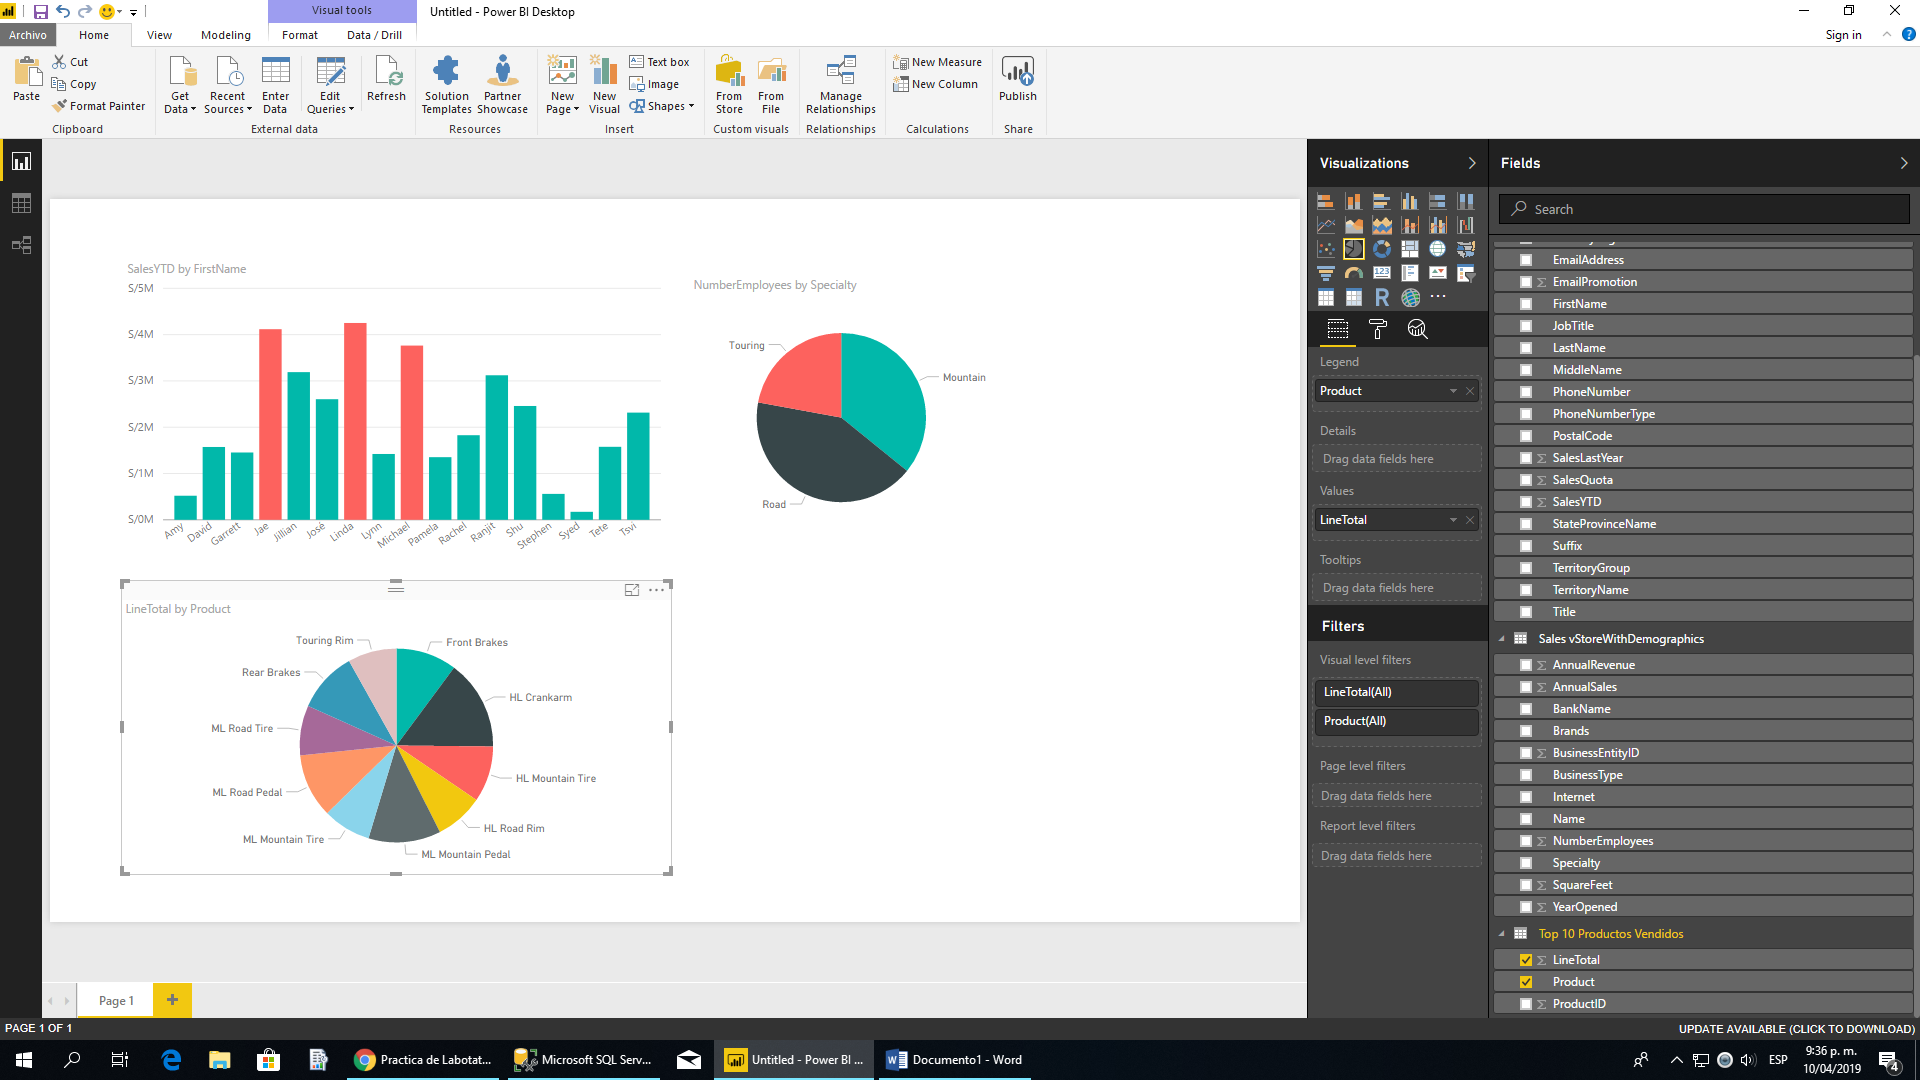 Visual tools
Untitled - Power BI Desktop
Archivo
Home
View
Modeling
Format
Data / Drill
Sign in
Paste
Cut
Copy
Format Painter
Clipboard
Get Data
Recent Sources
Enter Data
Edit Queries
Refresh
External data
Solution Templates
Partner Showcase
Resources
New Page
New Visual
Text box
Image
Shapes
Insert
From Store
From File
Custom visuals
Manage Relationships
Relationships
New Measure
New Column
Calculations
Publish
Share
SalesYTD by FirstName
S/5M
S/4M
S/3M
S/2M
S/1M
S/0M
Amy
David
Garrett
Jae
Jillian
José
Linda
Lynn
Michael
Pamela
Rachel
Ranjit
Shu
Stephen
Syed
Tete
Tsvi
NumberEmployees by Specialty
Touring
Mountain
Road
LineTotal by Product
Touring Rim
Front Brakes
Rear Brakes
HL Crankarm
ML Road Tire
HL Mountain Tire
ML Road Pedal
HL Road Rim
ML Mountain Tire
ML Mountain Pedal
Visualizations
R
123
Legend
Product
Details
Drag data fields here
Values
LineTotal
Tooltips
Drag data fields here
Filters
Visual level filters
LineTotal(All)
Product(All)
Page level filters
Drag data fields here
Report level filters
Drag data fields here
Fields
Search
EmailAddress
EmailPromotion
FirstName
JobTitle
LastName
MiddleName
PhoneNumber
PhoneNumberType
PostalCode
SalesLastYear
SalesQuota
SalesYTD
StateProvinceName
Suffix
TerritoryGroup
TerritoryName
Title
Sales vStoreWithDemographics
AnnualRevenue
AnnualSales
BankName
Brands
BusinessEntityID
BusinessType
Internet
Name
NumberEmployees
Specialty
SquareFeet
YearOpened
Top 10 Productos Vendidos
LineTotal
Product
ProductID
Page 1
PAGE 1 OF 1
UPDATE AVAILABLE (CLICK TO DOWNLOAD)
Practica de Labotat...
Microsoft SQL Serv...
Untitled - Power BI ...
Documento1 - Word
ESP
9:36 p. m.
10/04/2019
4